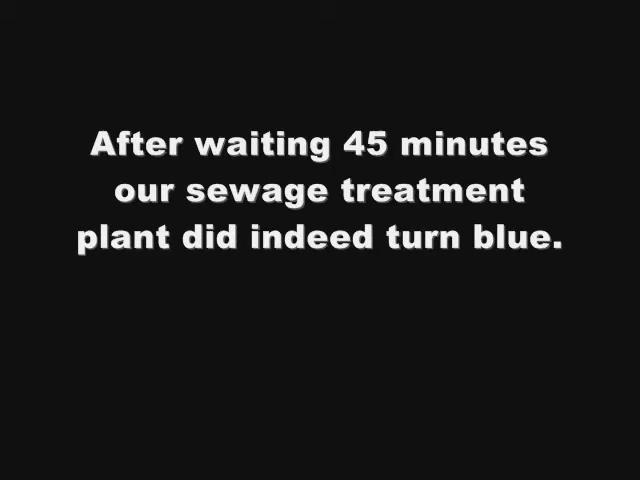 After waiting 45 minutes
our sewage treatment
plant did indeed turn blue.